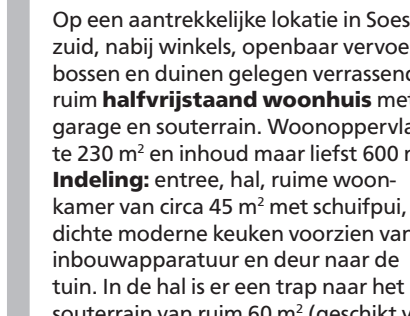 Op een aantrekkelijke lokatie in Soes
zuid, nabij winkels, openbaar vervoe
bossen en duinen gelegen verrassend
ruim halfvrijstaand woonhuis met
garage en souterrain. Woonoppervla
te 230 m² en inhoud maar liefst 600 m
Indeling: entree, hal, ruime woon-
kamer van circa 45 m² met schuifpui,
dichte moderne keuken voorzien van
inbouwapparatuur en deur naar de
tuin. In de hal is er een trap naar het
souterrain van ruim 60 m² (geschikt v